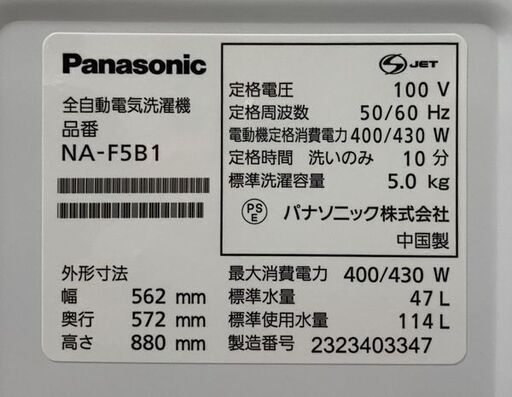 Panasonic
全自動電気洗濯機
品番
NA-F5B1
外形寸法
幅 562 mm
奥行 572 mm
高さ 880 mm
S JET
定格電圧 100 V
定格周波数 50/60 Hz
電動機定格消費電力 400/430 W
定格時間 洗いのみ 10 分
標準洗濯容量 5.0 kg
PS E パナソニック株式会社
中国製
最大消費電力 400/430 W
標準水量 47 L
標準使用水量 114 L
製造番号 2323403347